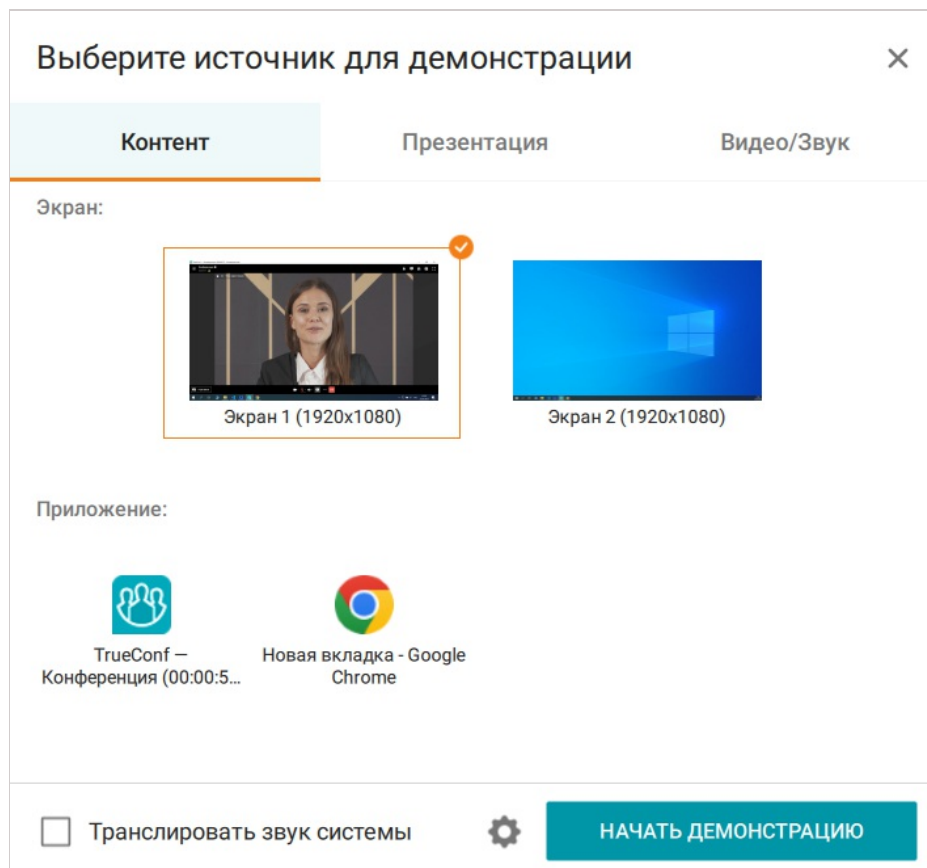 Выберите источник для демонстрации
Контент
Презентация
Видео/Звук
Экран:
Экран 1 (1920x1080)
Экран 2 (1920x1080)
Приложение:
TrueConf —
Конференция (00:00:5...
Новая вкладка - Google
Chrome
Транслировать звук системы
НАЧАТЬ ДЕМОНСТРАЦИЮ